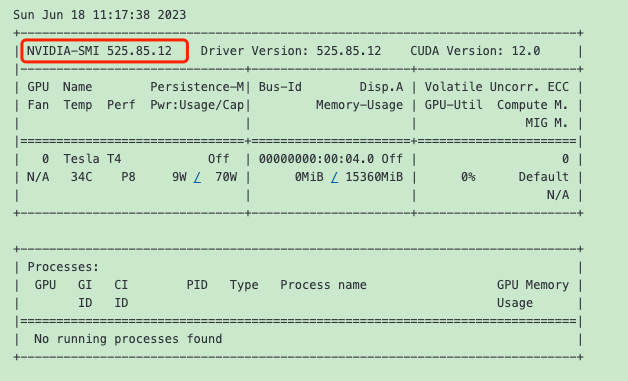 Sun Jun 18 11:17:38 2023
+-----------------------------------------------------------------------------+
| NVIDIA-SMI 525.85.12    Driver Version: 525.85.12    CUDA Version: 12.0     |
|-------------------------------+----------------------+----------------------+
| GPU  Name        Persistence-M| Bus-Id        Disp.A | Volatile Uncorr. ECC |
| Fan  Temp  Perf  Pwr:Usage/Cap|         Memory-Usage | GPU-Util  Compute M. |
|                               |                      |               MIG M. |
|===============================+======================+======================|
|   0  Tesla T4            Off  | 00000000:00:04.0 Off |                    0 |
| N/A   34C    P8     9W /  70W |      0MiB / 15360MiB |      0%      Default |
|                               |                      |                  N/A |
+-------------------------------+----------------------+----------------------+

+-----------------------------------------------------------------------------+
| Processes:                                                                  |
|  GPU   GI   CI        PID   Type   Process name                  GPU Memory |
|        ID   ID                                                   Usage      |
|=============================================================================|
|  No running processes found                                                 |
+-----------------------------------------------------------------------------+